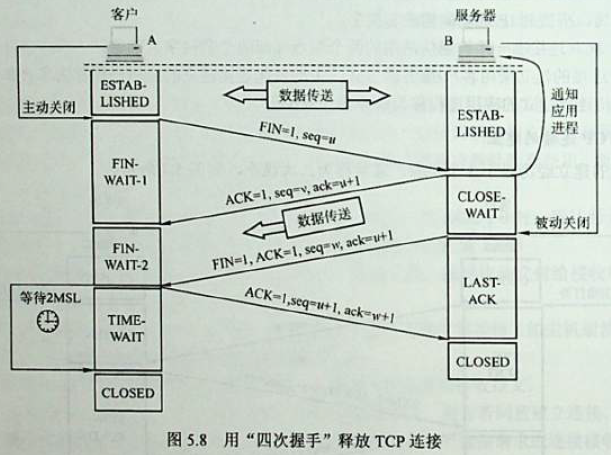 客户
服务器
A
B
ESTAB-
LISHED
主动关闭
数据传送
通知
应用
进程
ESTAB-
LISHED
FIN=1, seq=u
FIN-
WAIT-1
ACK=1, seq=v, ack=u+1
CLOSE-
WAIT
数据传送
被动关闭
FIN-
WAIT-2
FIN=1, ACK=1, seq=w, ack=u+1
LAST-
ACK
等待2MSL
ACK=1,seq=u+1, ack=w+1
TIME-
WAIT
CLOSED
CLOSED
图 5.8 用“四次握手”释放 TCP 连接